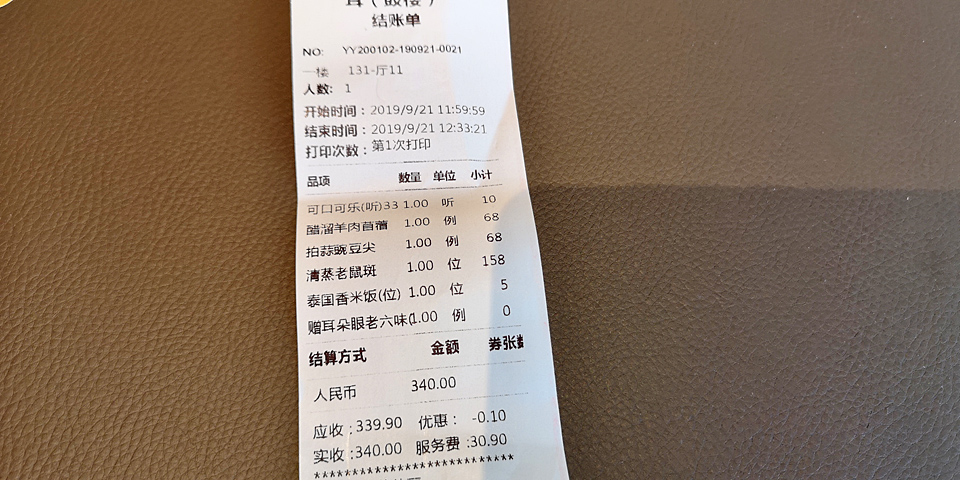 结账单
NO: YY200102-190921-0021
一楼 131-厅11
人数: 1
开始时间：2019/9/21 11:59:59
结束时间：2019/9/21 12:33:21
打印次数：第1次打印
品项 数量 单位 小计
可口可乐(听)33 1.00 听 10
醋溜羊肉苜蓿 1.00 例 68
拍蒜豌豆尖 1.00 例 68
清蒸老鼠斑 1.00 位 158
泰国香米饭(位) 1.00 位 5
赠耳朵眼老六味(1.00 例 0
结算方式 金额 券张数
人民币 340.00
应收：339.90 优惠： -0.10
实收:340.00 服务费:30.90
**************************